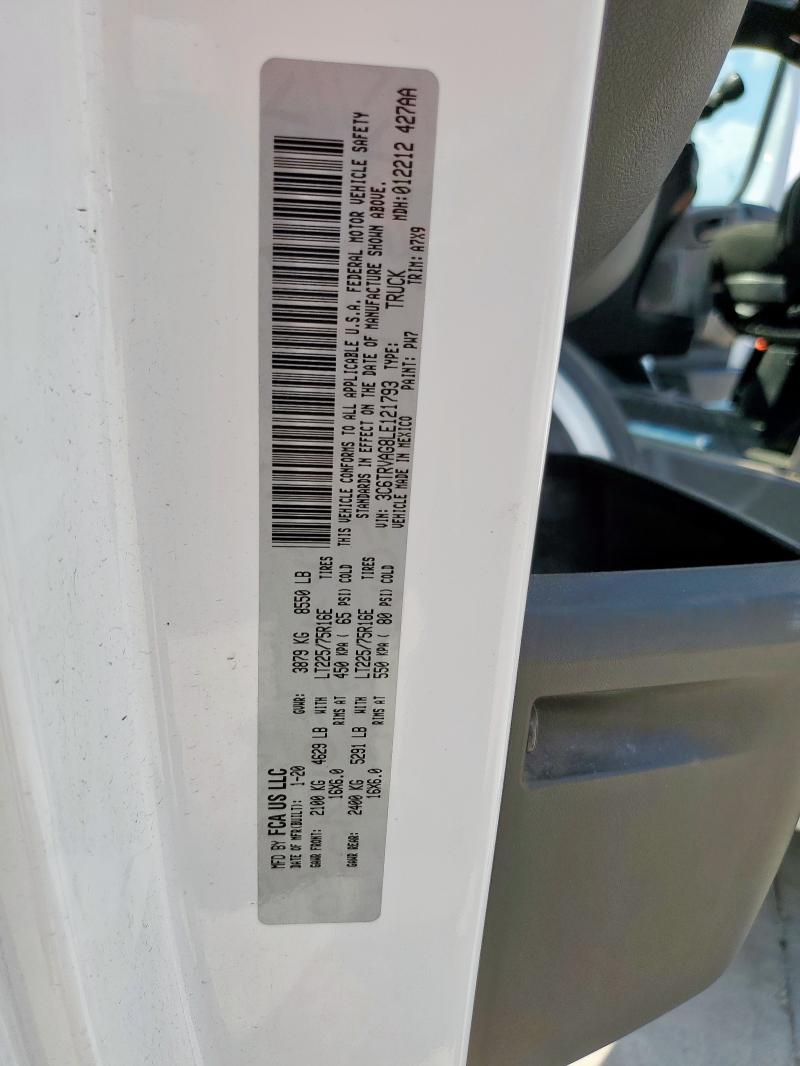 MFD BY FCA US LLC
DATE OF MFR(BUILT): 1-20 GVWR: 3879 KG 8550 LB
GAWR FRONT: 2100 KG 4629 LB WITH LT225/75R16E TIRES
16X6.0 RIMS AT 450 KPA ( 65 PSI) COLD
GAWR REAR: 2400 KG 5291 LB WITH LT225/75R16E TIRES
16X6.0 RIMS AT 550 KPA ( 80 PSI) COLD
THIS VEHICLE CONFORMS TO ALL APPLICABLE U.S.A. FEDERAL MOTOR VEHICLE SAFETY
STANDARDS IN EFFECT ON THE DATE OF MANUFACTURE SHOWN ABOVE.
VIN: 3C6TRVAG8LE121793 TYPE: TRUCK MDH:012212 427AA
VEHICLE MADE IN MEXICO PAINT: PW7 TRIM: A7X9